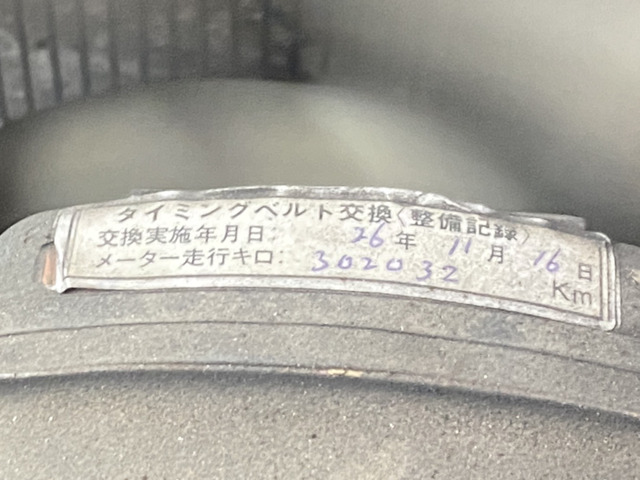 タイミングベルト交換〈整備記録〉
交換実施年月日: 26年 11月 16日
メーター走行キロ: 302032 Km